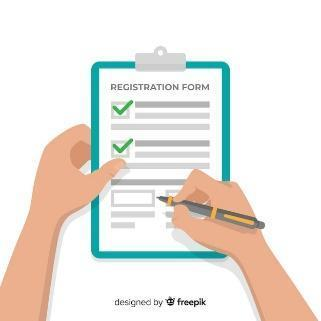 REGISTRATION FORM
designed by freepik